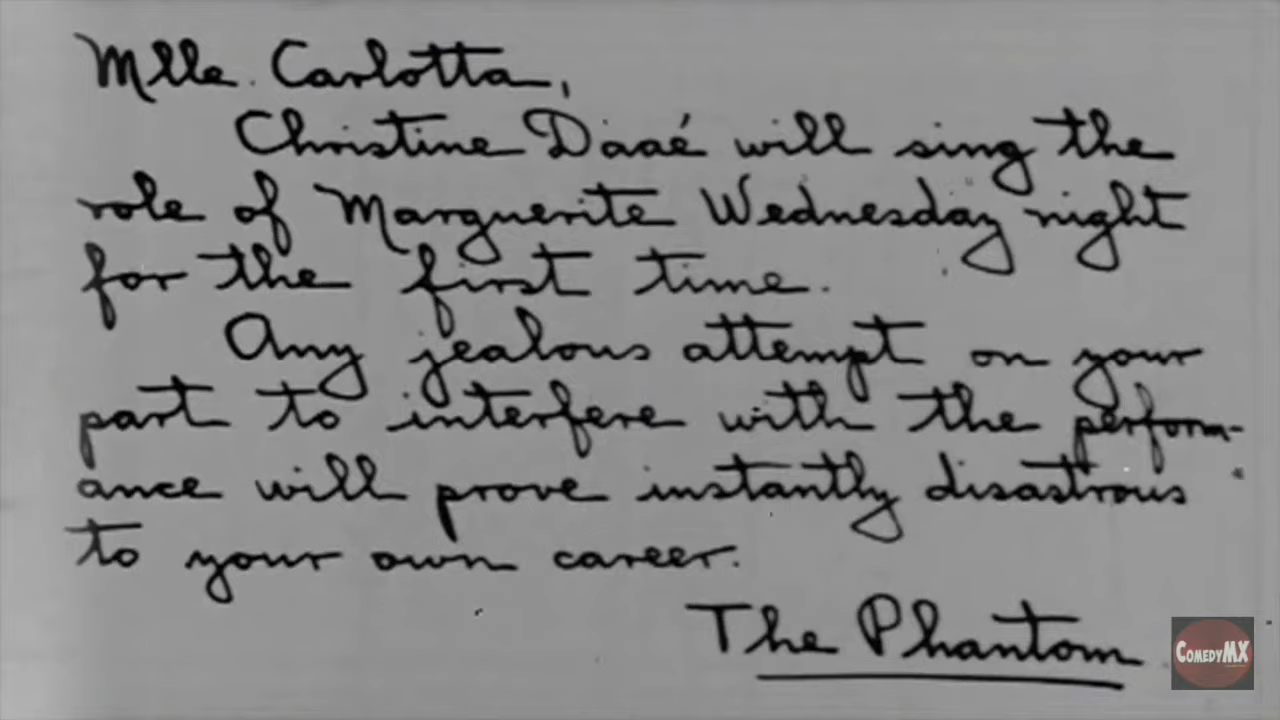 Mlle. Carlotta,
Christine Daaé will sing the
role of Marguerite Wednesday night
for the first time.
Any jealous attempt on your
part to interfere with the perform-
ance will prove instantly disastrous
to your own career.
The Phantom
COMEDYMX